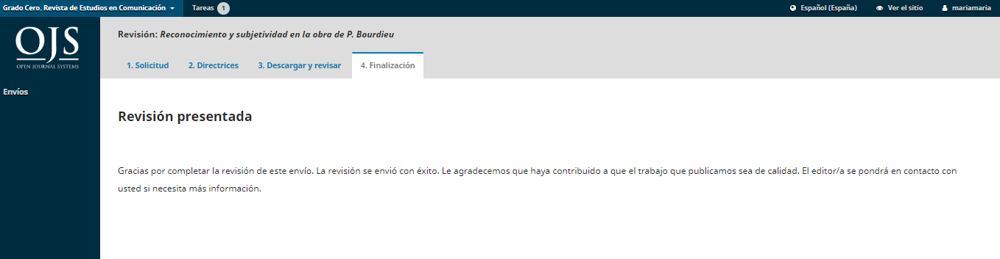 Grado Cero. Revista de Estudios en Comunicación Tareas 1 Español (España) Ver el sitio mariamaria
OJS
OPEN JOURNAL SYSTEMS
Envíos
Revisión: Reconocimiento y subjetividad en la obra de P. Bourdieu
1. Solicitud 2. Directrices 3. Descargar y revisar 4. Finalización
Revisión presentada
Gracias por completar la revisión de este envío. La revisión se envió con éxito. Le agradecemos que haya contribuido a que el trabajo que publicamos sea de calidad. El editor/a se pondrá en contacto con
usted si necesita más información.